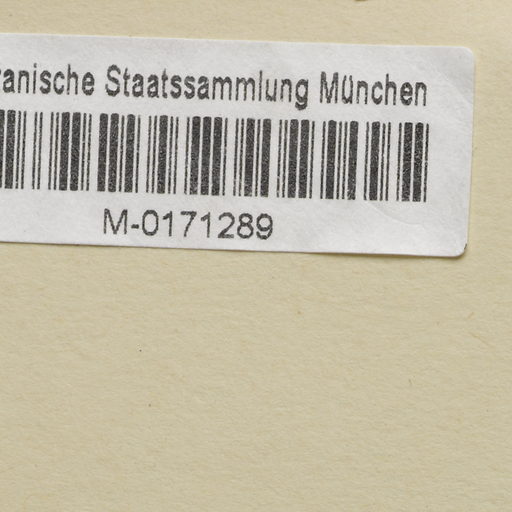 anische Staatssammlung München
M-0171289